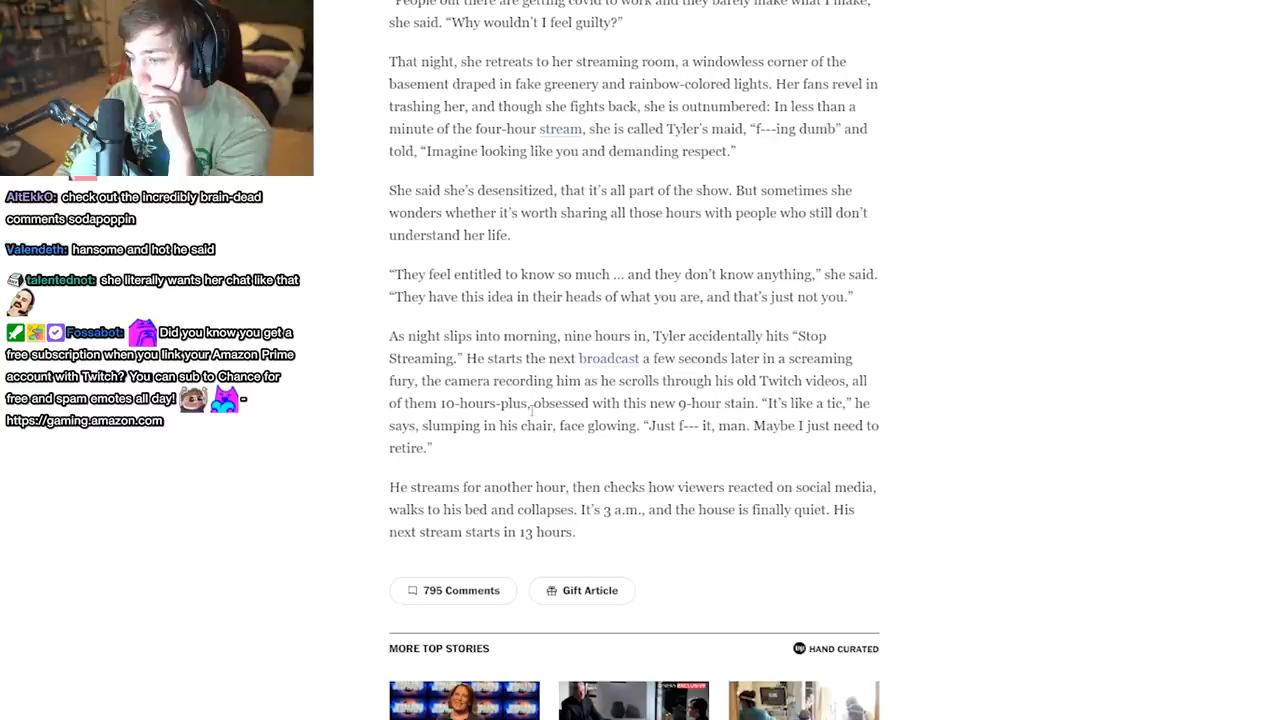 "People out there are getting covid to work and they barely make what I make,"
she said. "Why wouldn't I feel guilty?"
That night, she retreats to her streaming room, a windowless corner of the
basement draped in fake greenery and rainbow-colored lights. Her fans revel in
trashing her, and though she fights back, she is outnumbered: In less than a
minute of the four-hour stream, she is called Tyler's maid, "f---ing dumb" and
told, "Imagine looking like you and demanding respect."
She said she's desensitized, that it's all part of the show. But sometimes she
wonders whether it's worth sharing all those hours with people who still don't
understand her life.
"They feel entitled to know so much ... and they don't know anything," she said.
"They have this idea in their heads of what you are, and that's just not you."
As night slips into morning, nine hours in, Tyler accidentally hits "Stop
Streaming." He starts the next broadcast a few seconds later in a screaming
fury, the camera recording him as he scrolls through his old Twitch videos, all
of them 10-hours-plus, obsessed with this new 9-hour stain. "It's like a tic," he
says, slumping in his chair, face glowing. "Just f--- it, man. Maybe I just need to
retire."
He streams for another hour, then checks how viewers reacted on social media,
walks to his bed and collapses. It's 3 a.m., and the house is finally quiet. His
next stream starts in 13 hours.
795 Comments
Gift Article
MORE TOP STORIES
HAND CURATED
AltEkkO: check out the incredibly brain-dead
comments sodapoppin
Valendeth: hansome and hot he said
talentednot: she literally wants her chat like that
Fossabot: Did you know you get a
free subscription when you link your Amazon Prime
account with Twitch? You can sub to Chance for
free and spam emotes all day! -
https://gaming.amazon.com